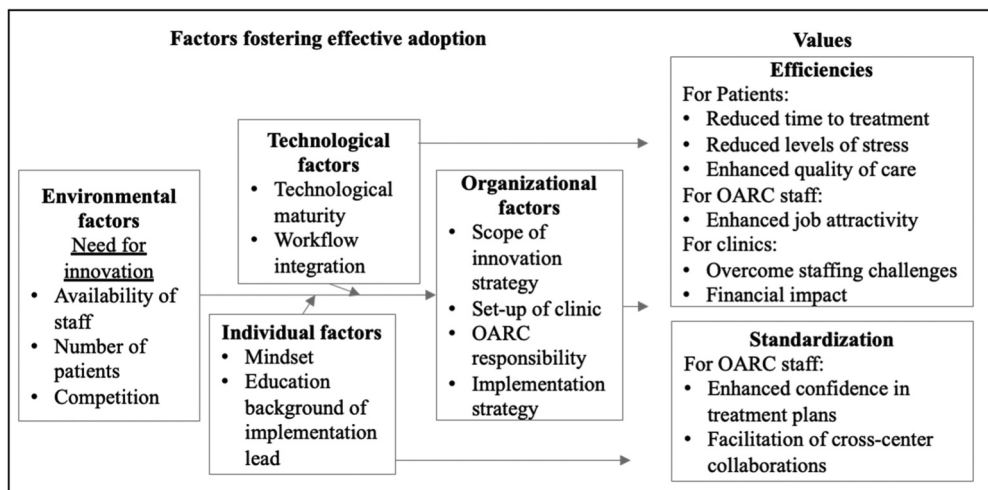 Factors fostering effective adoption
Values
Environmental
factors
Need for
innovation
• Availability of
staff
• Number of
patients
• Competition
Technological
factors
• Technological
maturity
• Workflow
integration
Individual factors
• Mindset
• Education
background of
implementation
lead
Organizational
factors
• Scope of
innovation
strategy
• Set-up of clinic
• OARC
responsibility
• Implementation
strategy
Efficiencies
For Patients:
• Reduced time to treatment
• Reduced levels of stress
• Enhanced quality of care
For OARC staff:
• Enhanced job attractivity
For clinics:
• Overcome staffing challenges
• Financial impact
Standardization
For OARC staff:
• Enhanced confidence in
treatment plans
• Facilitation of cross-center
collaborations